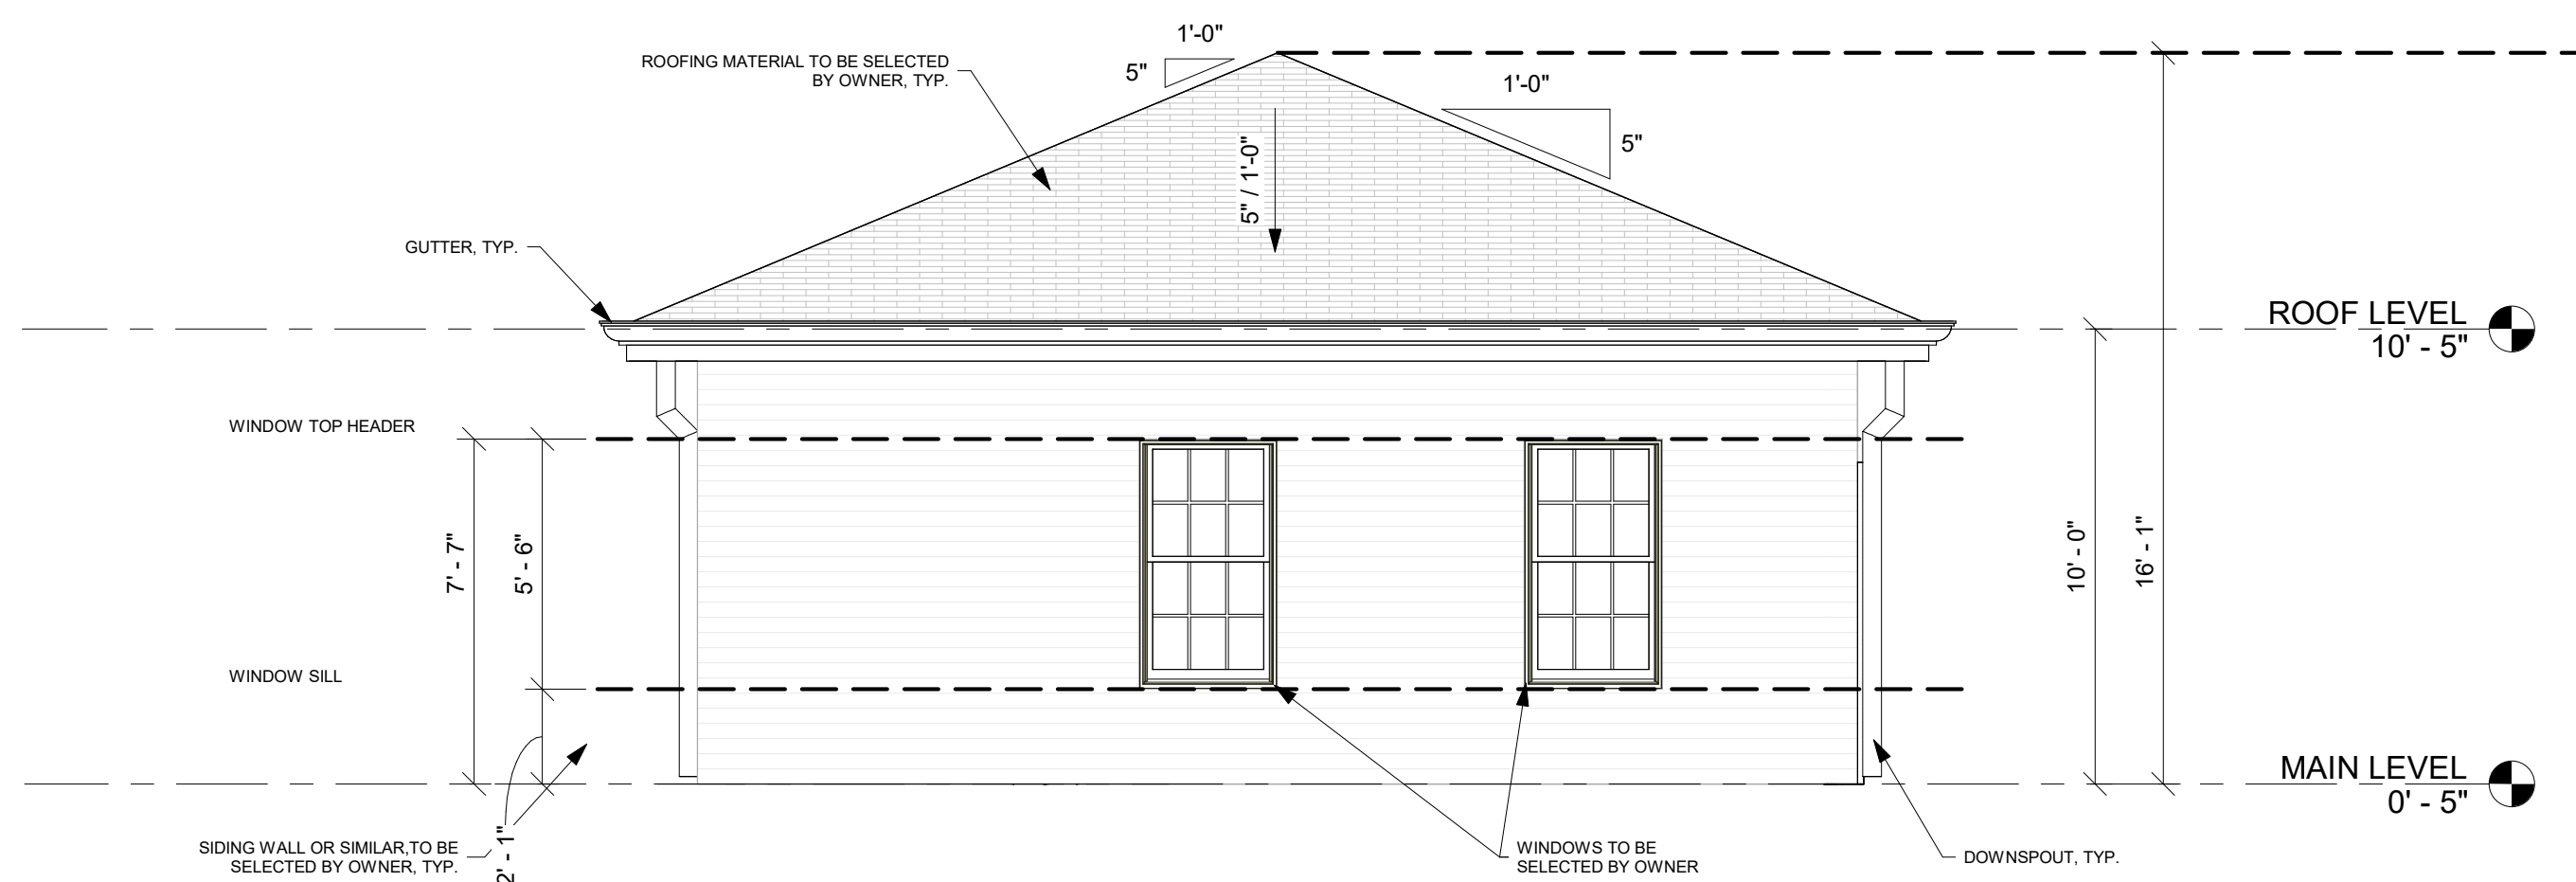 1'-0"
ROOFING MATERIAL TO BE SELECTED
BY OWNER, TYP.
5"
1'-0"
5"
5" / 1'-0"
GUTTER, TYP.
ROOF LEVEL
10' - 5"
WINDOW TOP HEADER
7' - 7"
5' - 6"
10' - 0"
16' - 1"
WINDOW SILL
MAIN LEVEL
0' - 5"
SIDING WALL OR SIMILAR,TO BE
SELECTED BY OWNER, TYP.
2' - 1"
WINDOWS TO BE
SELECTED BY OWNER
DOWNSPOUT, TYP.